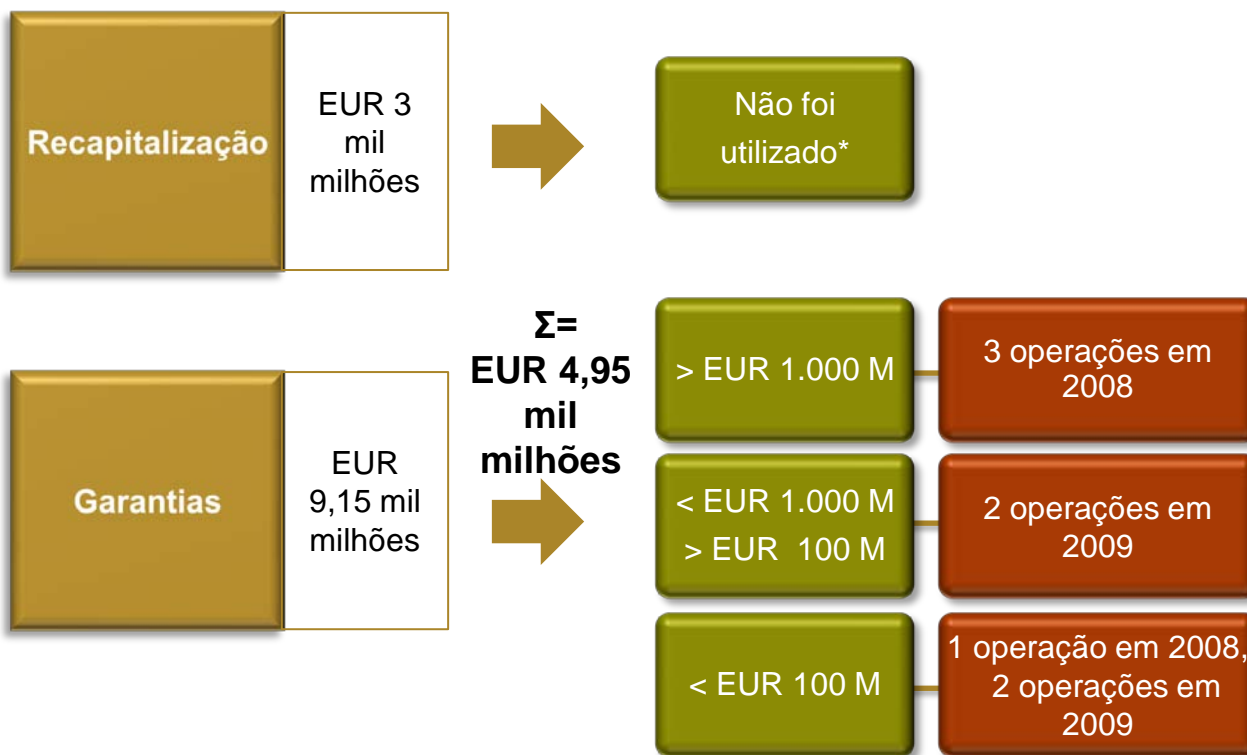 Recapitalização
EUR 3
mil
milhões
Não foi
utilizado*
Garantias
EUR
9,15 mil
milhões
Σ=
EUR 4,95
mil
milhões
> EUR 1.000 M
3 operações em
2008
< EUR 1.000 M
> EUR 100 M
2 operações em
2009
< EUR 100 M
1 operação em 2008,
2 operações em
2009